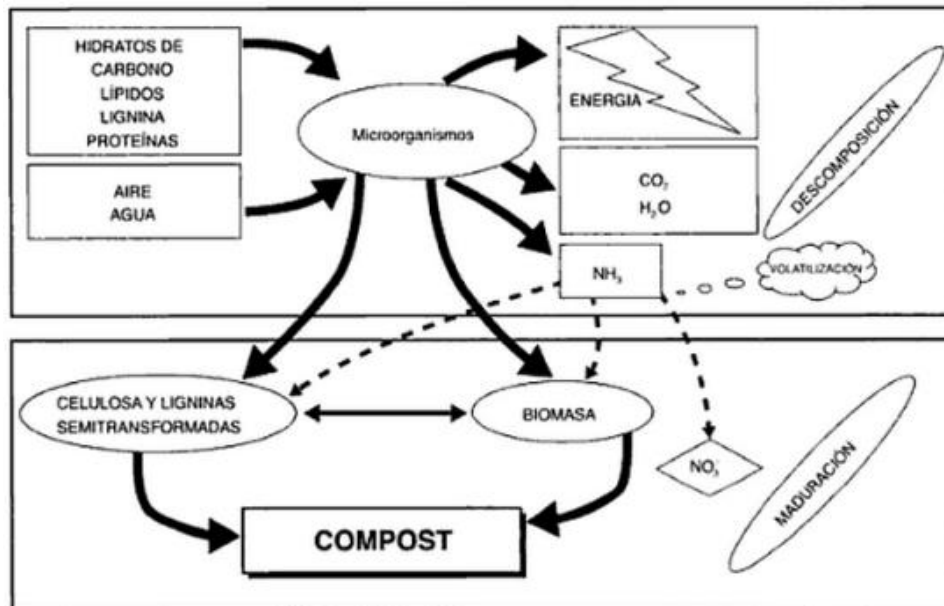 HIDRATOS DE
CARBONO
LÍPIDOS
LIGNINA
PROTEÍNAS
AIRE
AGUA
Microorganismos
ENERGIA
CO₂
H₂O
NH₃
VOLATILIZACIÓN
DESCOMPOSICIÓN
CELULOSA Y LIGNINAS
SEMITRANSFORMADAS
BIOMASA
NO₃⁻
MADURACIÓN
COMPOST